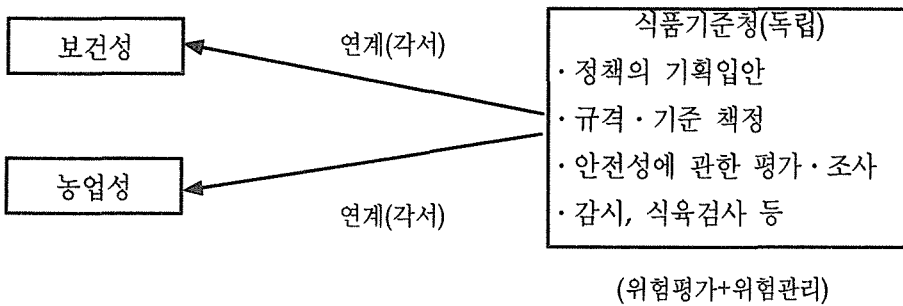 보건성
연계(각서)
농업성
연계(각서)
식품기준청(독립)
· 정책의 기획입안
· 규격 · 기준 책정
· 안전성에 관한 평가 · 조사
· 감시, 식육검사 등
(위험평가+위험관리)